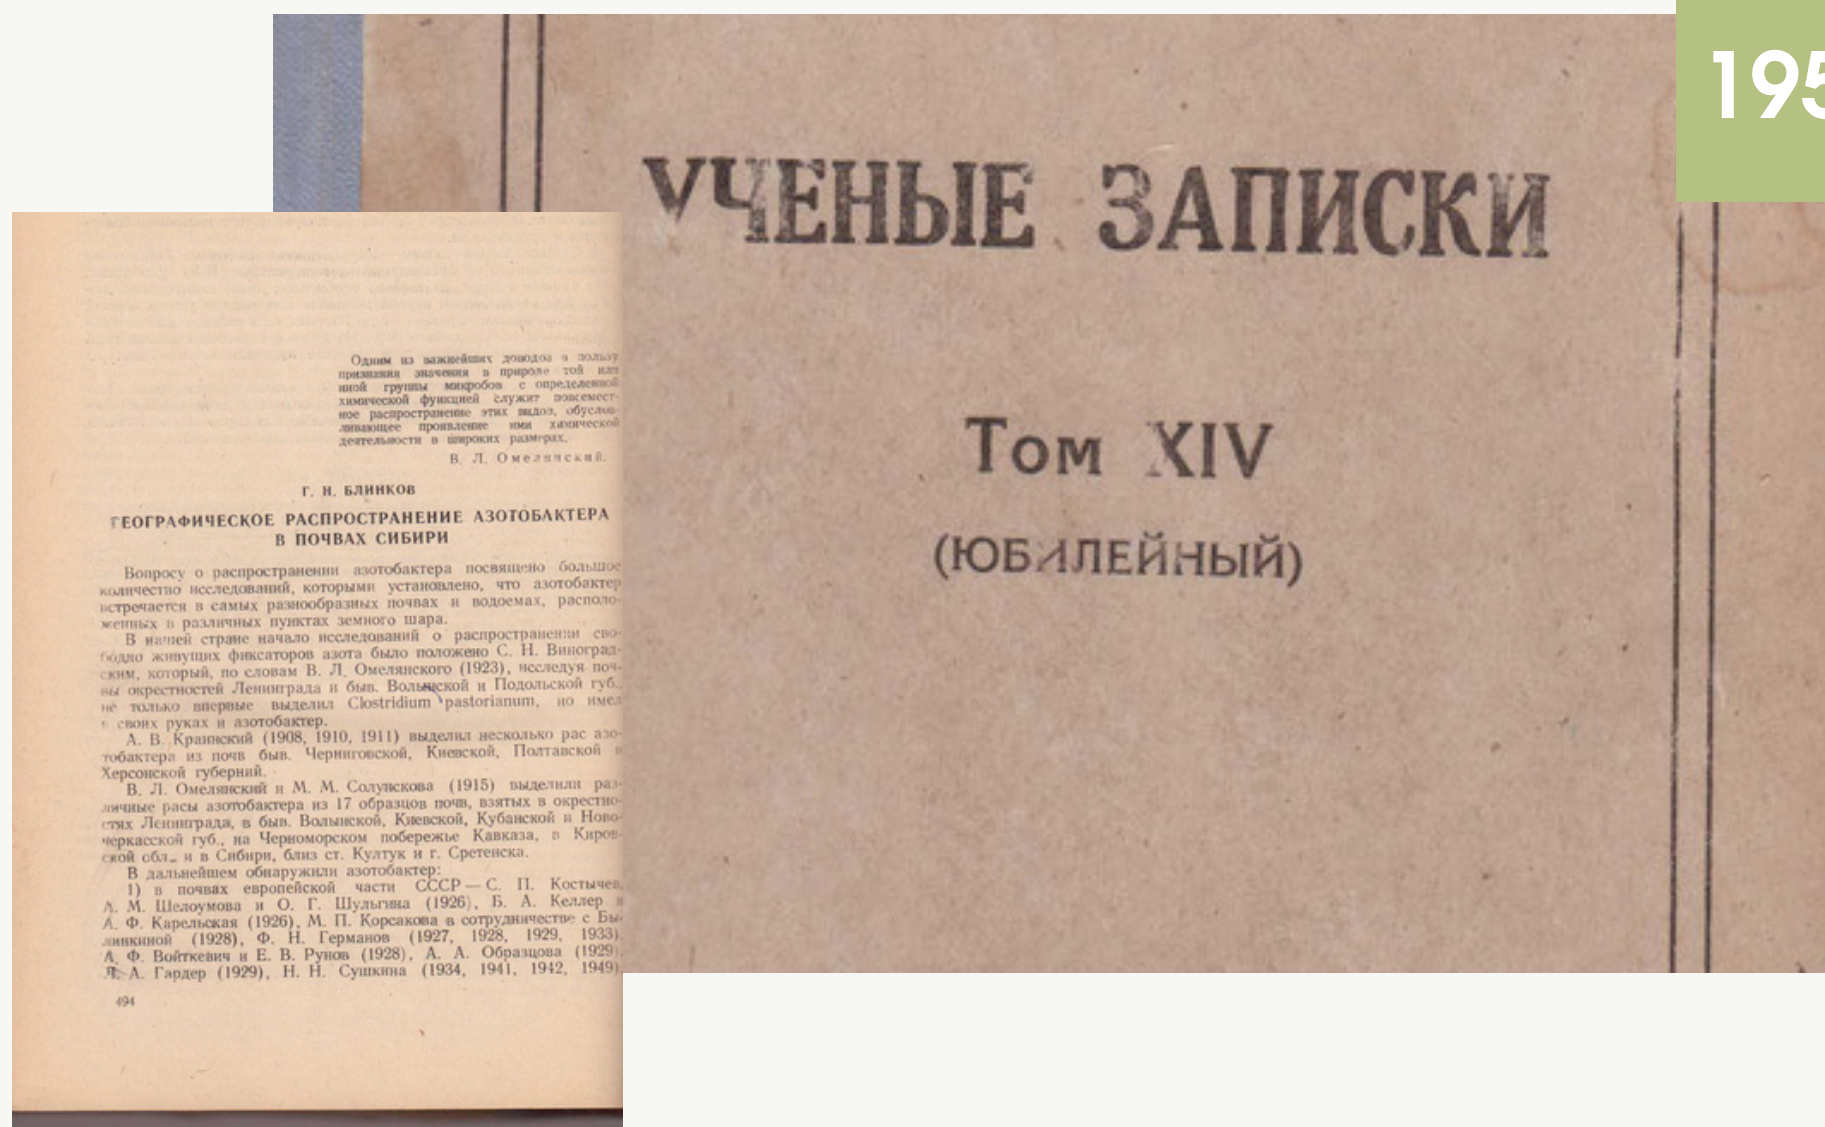 195
УЧЕНЫЕ ЗАПИСКИ
Том XIV
(ЮБИЛЕЙНЫЙ)
Одним из важнейших доводов в пользу
признания значения в природе той или
иной группы микробов с определенной
химической функцией служит повсемест-
ное распространение этих видов, обуслов-
ливающее проявление ими химической
деятельности в широких размерах.
В. Л. Омелянский.
Г. Н. БЛИНКОВ
ГЕОГРАФИЧЕСКОЕ РАСПРОСТРАНЕНИЕ АЗОТОБАКТЕРА
В ПОЧВАХ СИБИРИ
Вопросу о распространении азотобактера посвящено большое
количество исследований, которыми установлено, что азотобактер
встречается в самых разнообразных почвах и водоемах, располо-
женных в различных пунктах земного шара.
В нашей стране начало исследований о распространении сво-
бодно живущих фиксаторов азота было положено С. Н. Виноград-
ским, который, по словам В. Л. Омелянского (1923), исследуя поч-
вы окрестностей Ленинграда и быв. Волынской и Подольской губ.,
не только впервые выделил Clostridium pastorianum, но имел
в своих руках и азотобактер.
А. В. Краинский (1908, 1910, 1911) выделил несколько рас азо-
тобактера из почв быв. Черниговской, Киевской, Полтавской и
Херсонской губерний.
В. Л. Омелянский и М. М. Солунскова (1915) выделили раз-
личные расы азотобактера из 17 образцов почв, взятых в окрестно-
стях Ленинграда, в быв. Волынской, Киевской, Кубанской и Ново-
черкасской губ., на Черноморском побережье Кавказа, в Киров-
ской обл., и в Сибири, близ ст. Култук и г. Сретенска.
В дальнейшем обнаружили азотобактер:
1) в почвах европейской части СССР — С. П. Костычев,
А. М. Шелоумова и О. Г. Шульгина (1926), Б. А. Келлер и
А. Ф. Карельская (1926), М. П. Корсакова в сотрудничестве с Бы-
линкиной (1928), Ф. Н. Германов (1927, 1928, 1929, 1933),
А. Ф. Войткевич и Е. В. Рунов (1928), А. А. Образцова (1929),
Л. А. Гардер (1929), Н. Н. Сушкина (1934, 1941, 1942, 1949),
494